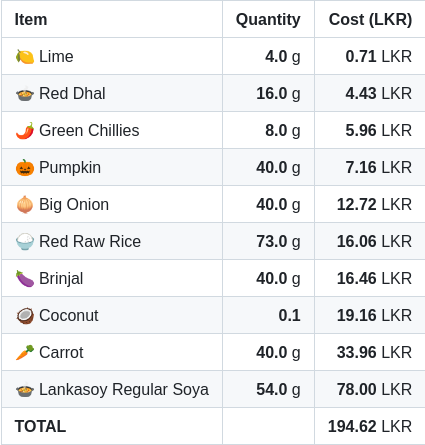 Item Quantity Cost (LKR)
🍋 Lime 4.0 g 0.71 LKR
🍲 Red Dhal 16.0 g 4.43 LKR
🌶️ Green Chillies 8.0 g 5.96 LKR
🎃 Pumpkin 40.0 g 7.16 LKR
🧅 Big Onion 40.0 g 12.72 LKR
🍚 Red Raw Rice 73.0 g 16.06 LKR
🍆 Brinjal 40.0 g 16.46 LKR
🥥 Coconut 0.1 19.16 LKR
🥕 Carrot 40.0 g 33.96 LKR
🍲 Lankasoy Regular Soya 54.0 g 78.00 LKR
TOTAL 194.62 LKR